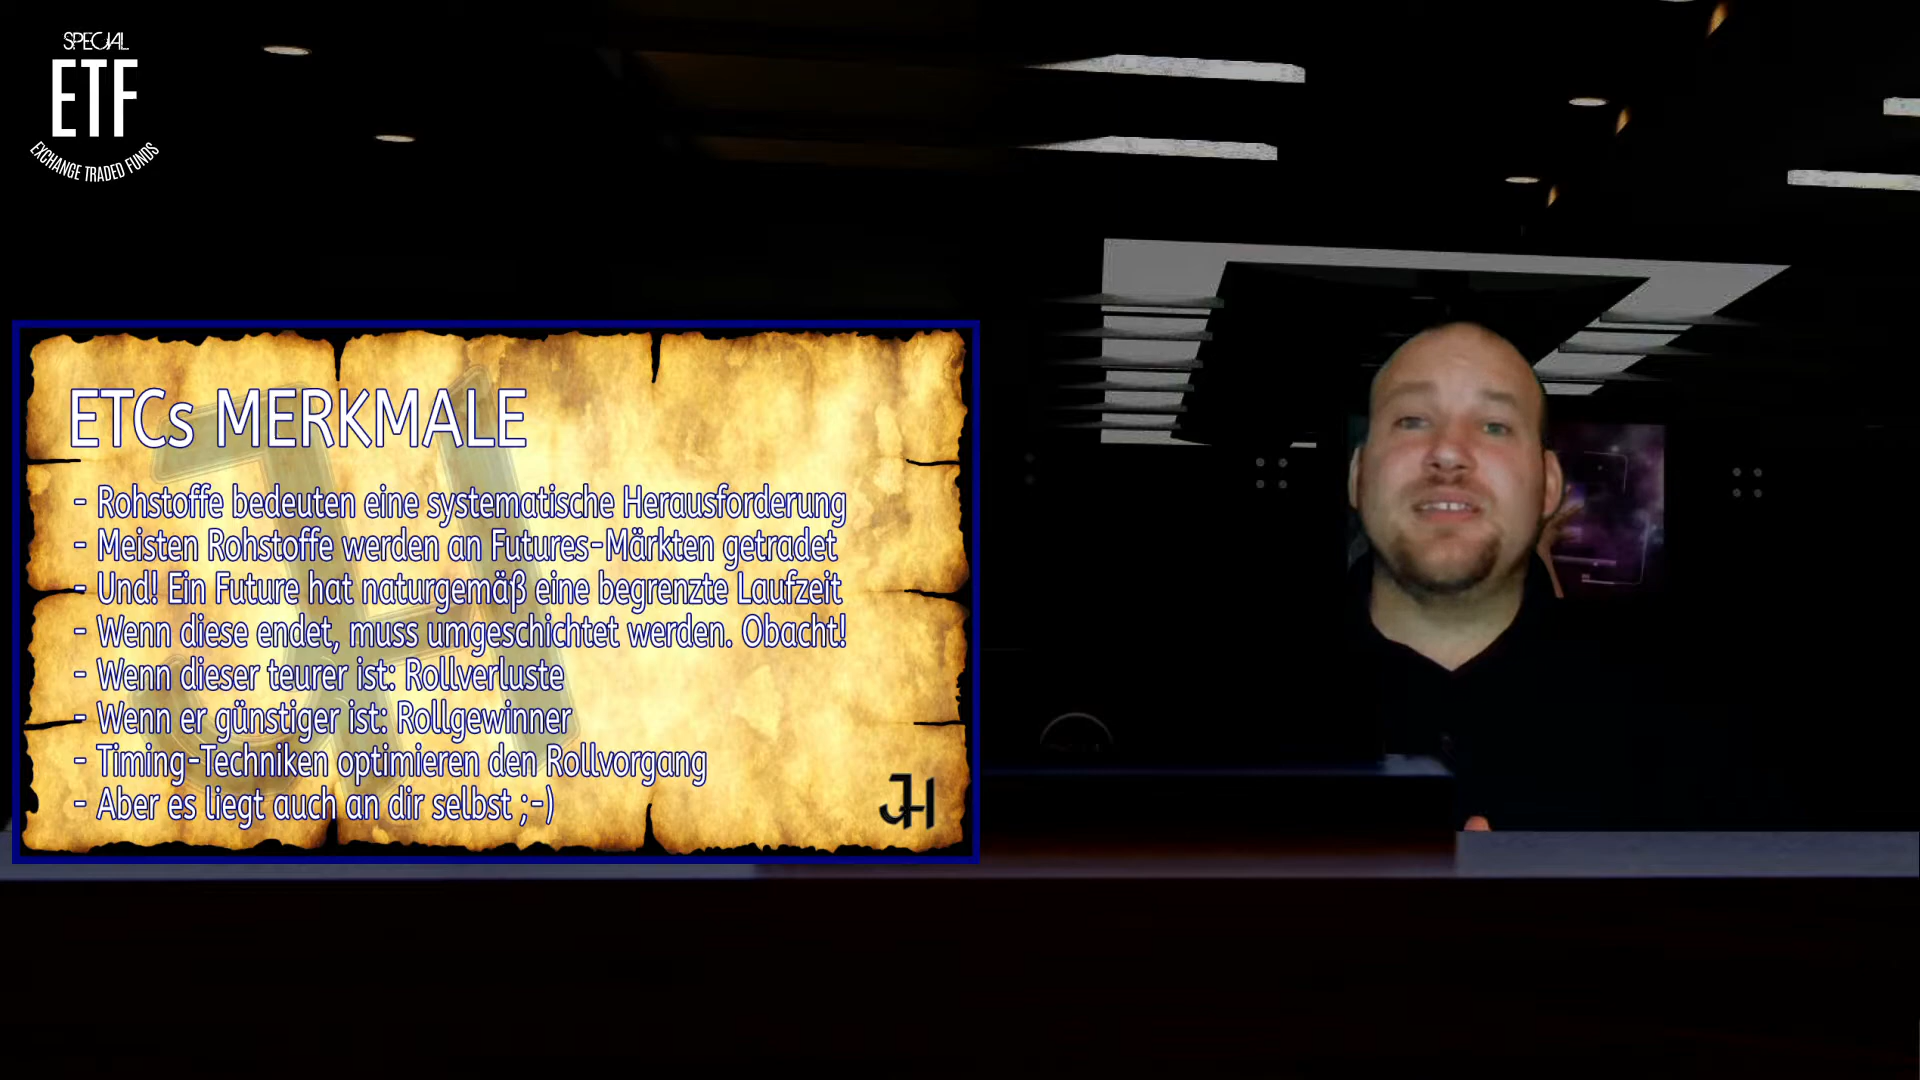 SPECIAL
ETF
EXCHANGE TRADED FUNDS
ETCs MERKMALE
- Rohstoffe bedeuten eine systematische Herausforderung
- Meisten Rohstoffe werden an Futures-Märkten getradet
- Und! Ein Future hat naturgemäß eine begrenzte Laufzeit
- Wenn diese endet, muss umgeschichtet werden. Obacht!
- Wenn dieser teurer ist: Rollverluste
- Wenn er günstiger ist: Rollgewinner
- Timing-Techniken optimieren den Rollvorgang
- Aber es liegt auch an dir selbst ;-)
JH